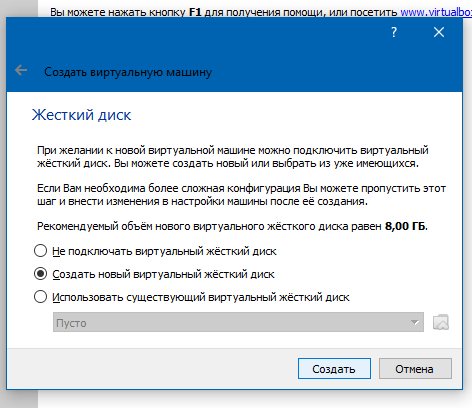 Вы можете нажать кнопку F1 для получения помощи, или посетить www.virtualbo
?
Создать виртуальную машину
Жесткий диск
При желании к новой виртуальной машине можно подключить виртуальный
жёсткий диск. Вы можете создать новый или выбрать из уже имеющихся.
Если Вам необходима более сложная конфигурация Вы можете пропустить этот
шаг и внести изменения в настройки машины после её создания.
Рекомендуемый объём нового виртуального жёсткого диска равен 8,00 ГБ.
Не подключать виртуальный жёсткий диск
Создать новый виртуальный жёсткий диск
Использовать существующий виртуальный жёсткий диск
Пусто
Создать
Отмена